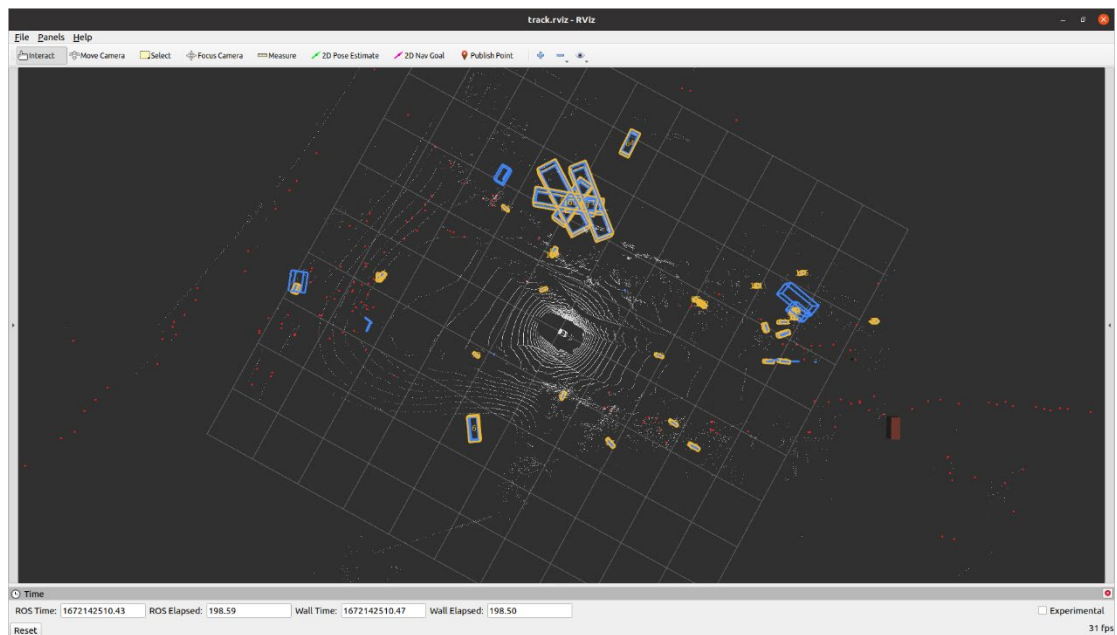 track.rviz - RViz
File Panels Help
Interact Move Camera Select Focus Camera Measure 2D Pose Estimate 2D Nav Goal Publish Point
Time
ROS Time: 1672142510.43 ROS Elapsed: 198.59 Wall Time: 1672142510.47 Wall Elapsed: 198.50 Experimental
Reset 31 fps